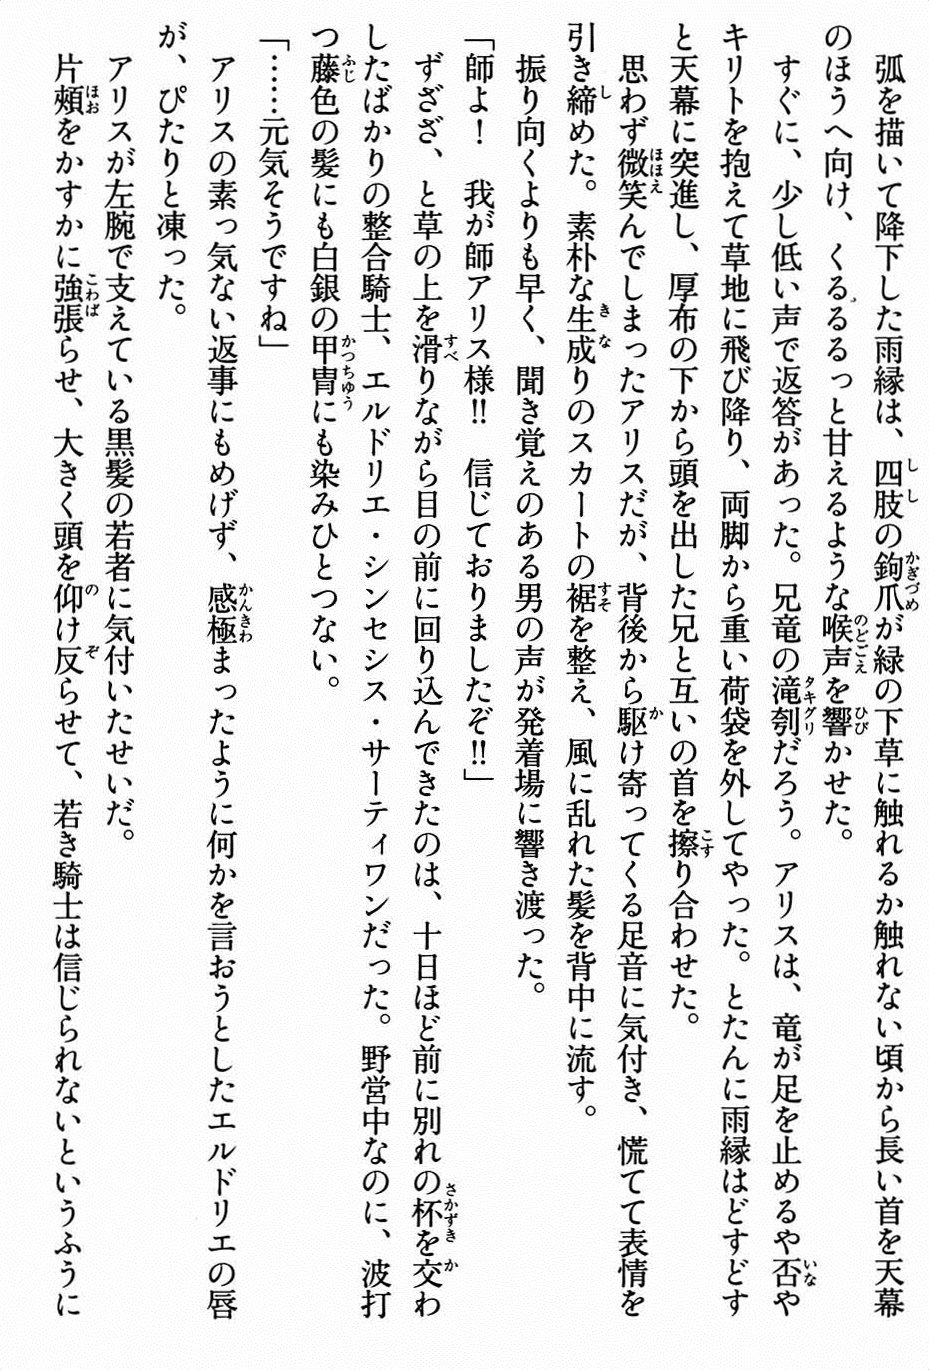 弧を描いて降下した雨縁は、四肢の鉤爪が緑の下草に触れるか触れない頃から長い首を天幕
のほうへ向け、くるるるっと甘えるような喉声を響かせた。
　すぐに、少し低い声で返答があった。兄竜の滝刳だろう。アリスは、竜が足を止めるや否や
キリトを抱えて草地に飛び降り、両脚から重い荷袋を外してやった。とたんに雨縁はどすどす
と天幕に突進し、厚布の下から頭を出した兄と互いの首を擦り合わせた。
　思わず微笑んでしまったアリスだが、背後から駆け寄ってくる足音に気付き、慌てて表情を
引き締めた。素朴な生成りのスカートの裾を整え、風に乱れた髪を背中に流す。
　振り向くよりも早く、聞き覚えのある男の声が発着場に響き渡った。
「師よ！　我が師アリス様!!　信じておりましたぞ!!」
　ずざざ、と草の上を滑りながら目の前に回り込んできたのは、十日ほど前に別れの杯を交わ
したばかりの整合騎士、エルドリエ・シンセシス・サーティワンだった。野営中なのに、波打
つ藤色の髪にも白銀の甲冑にも染みひとつない。
「……元気そうですね」
　アリスの素っ気ない返事にもめげず、感極まったように何かを言おうとしたエルドリエの唇
が、ぴたりと凍った。
　アリスが左腕で支えている黒髪の若者に気付いたせいだ。
　片頰をかすかに強張らせ、大きく頭を仰け反らせて、若き騎士は信じられないというふうに